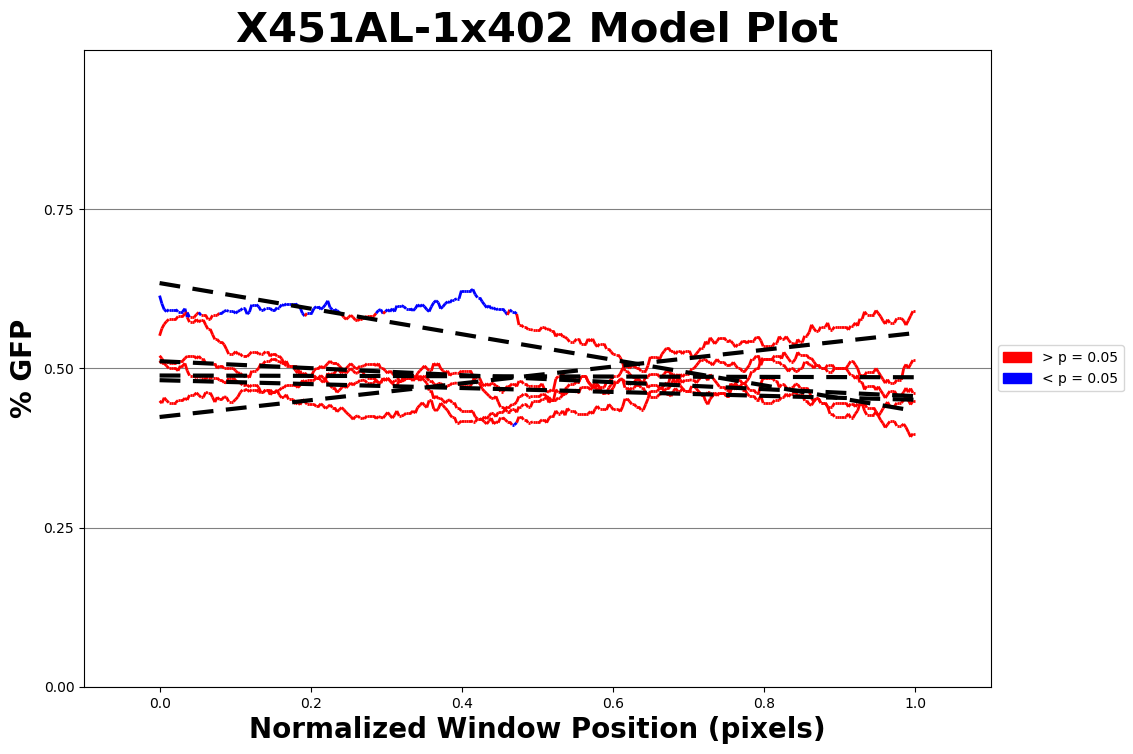 X451AL-1x402 Model Plot
% GFP
0.75
0.50
0.25
0.00
0.0 0.2 0.4 0.6 0.8 1.0
Normalized Window Position (pixels)
> p = 0.05
< p = 0.05